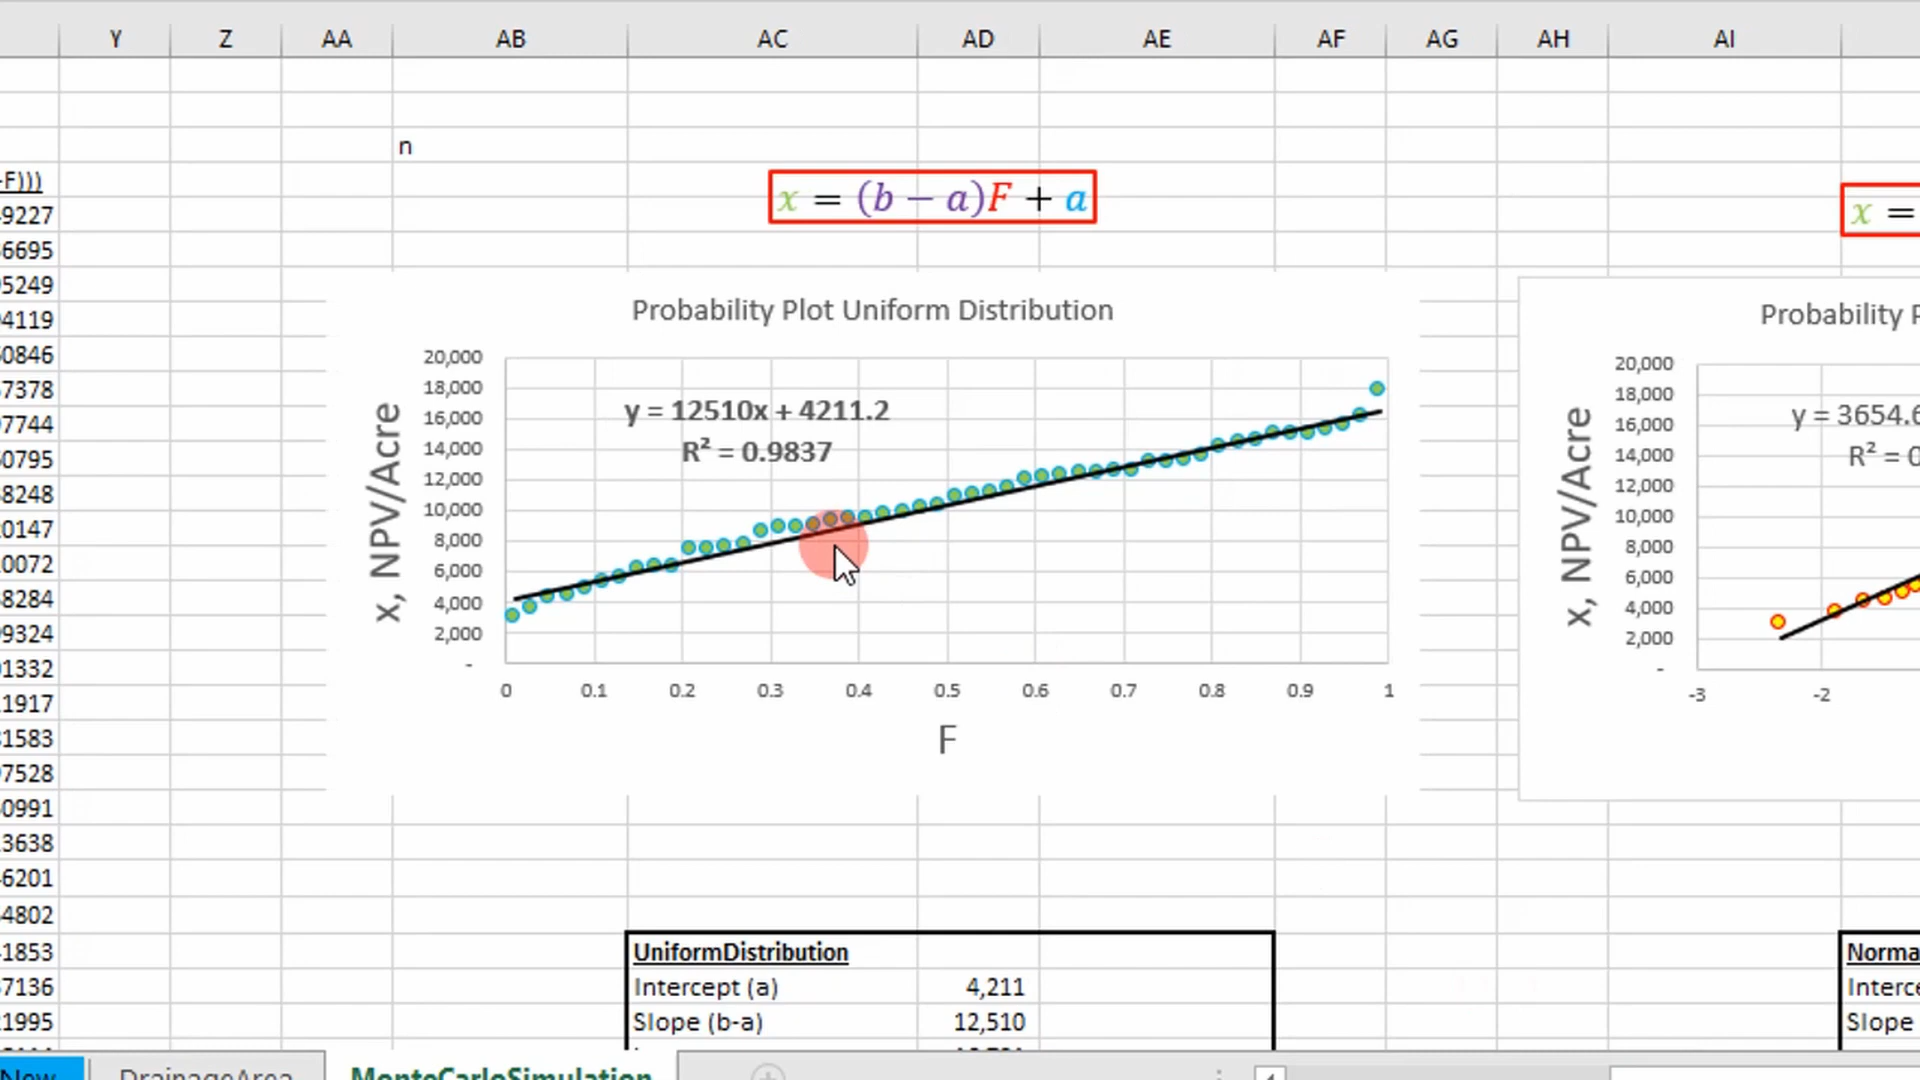 Y Z AA AB AC AD AE AF AG AH AI
n
-F)))
x = (b − a)F + a
x =
9227
6695
5249
4119
0846
7378
7744
0795
8248
0147
0072
8284
9324
1332
1917
1583
7528
0991
3638
6201
4802
1853
7136
1995
Probability Plot Uniform Distribution
20,000
18,000
16,000
14,000
12,000
10,000
8,000
6,000
4,000
2,000
-
y = 12510x + 4211.2
R² = 0.9837
x, NPV/Acre
0 0.1 0.2 0.3 0.4 0.5 0.6 0.7 0.8 0.9 1
F
Probability P
20,000
18,000
16,000
14,000
12,000
10,000
8,000
6,000
4,000
2,000
-
y = 3654.6
R² = 0
x, NPV/Acre
-3 -2
UniformDistribution
Intercept (a) 4,211
Slope (b-a) 12,510
Norma
Interce
Slope
New DrainageArea MonteCarloSimulation